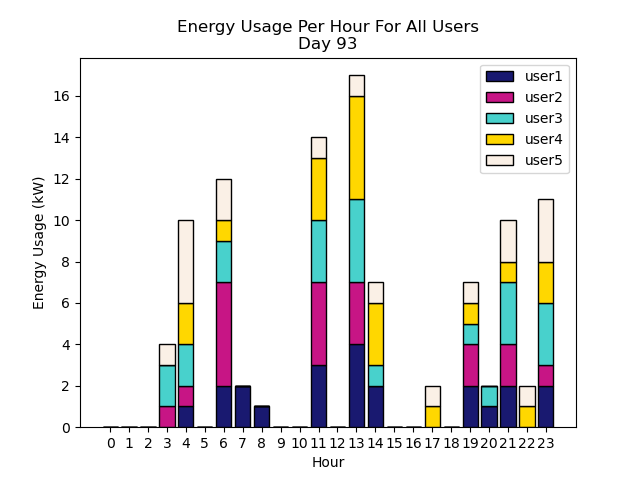 Energy Usage Per Hour For All Users
Day 93
user1
user2
user3
user4
user5
Energy Usage (kW)
16
14
12
10
8
6
4
2
0
0 1 2 3 4 5 6 7 8 9 10 11 12 13 14 15 16 17 18 19 20 21 22 23
Hour